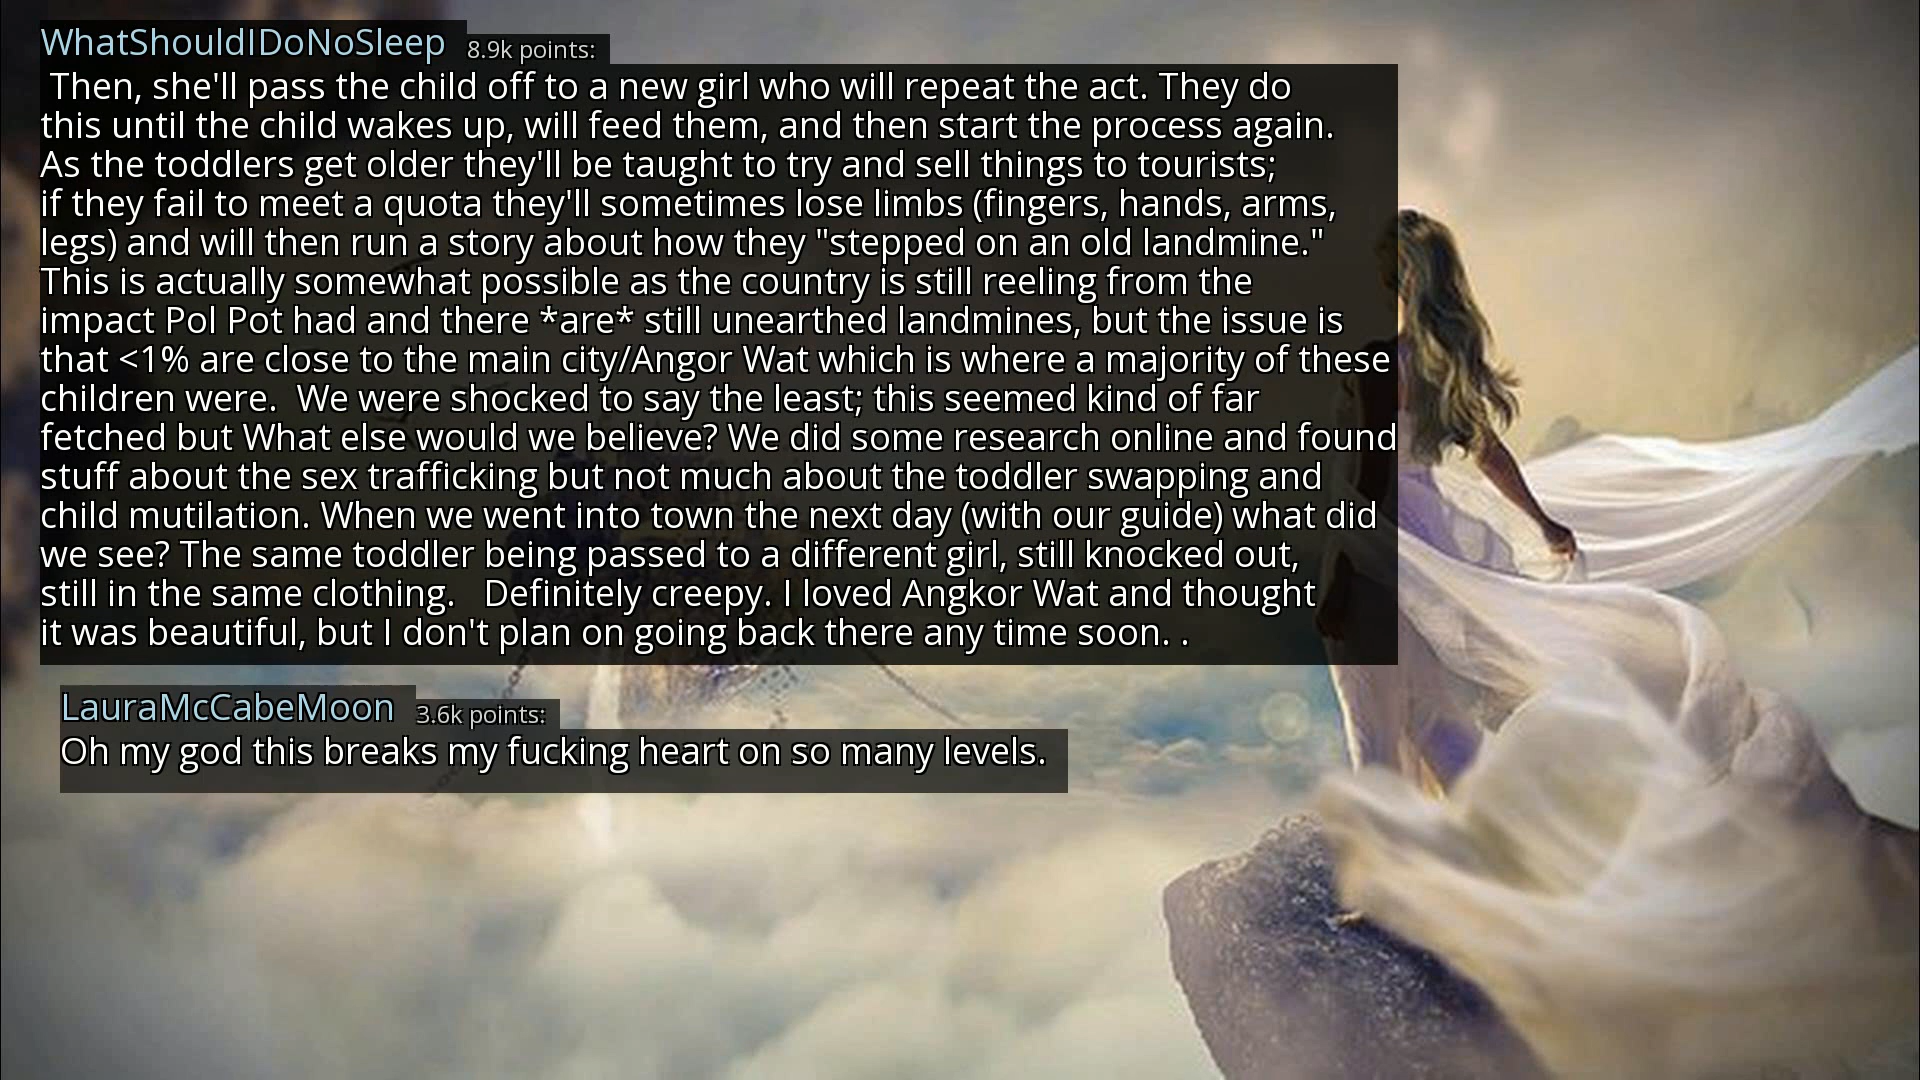 WhatShouldIDoNoSleep 8.9k points:
Then, she'll pass the child off to a new girl who will repeat the act. They do
this until the child wakes up, will feed them, and then start the process again.
As the toddlers get older they'll be taught to try and sell things to tourists;
if they fail to meet a quota they'll sometimes lose limbs (fingers, hands, arms,
legs) and will then run a story about how they "stepped on an old landmine."
This is actually somewhat possible as the country is still reeling from the
impact Pol Pot had and there *are* still unearthed landmines, but the issue is
that <1% are close to the main city/Angor Wat which is where a majority of these
children were.  We were shocked to say the least; this seemed kind of far
fetched but What else would we believe? We did some research online and found
stuff about the sex trafficking but not much about the toddler swapping and
child mutilation. When we went into town the next day (with our guide) what did
we see? The same toddler being passed to a different girl, still knocked out,
still in the same clothing.   Definitely creepy. I loved Angkor Wat and thought
it was beautiful, but I don't plan on going back there any time soon. .
LauraMcCabeMoon 3.6k points:
Oh my god this breaks my fucking heart on so many levels.